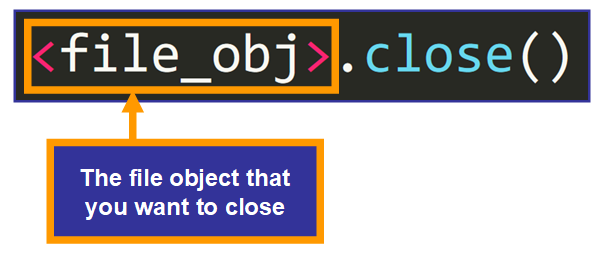 <file_obj>.close()
The file object that
you want to close